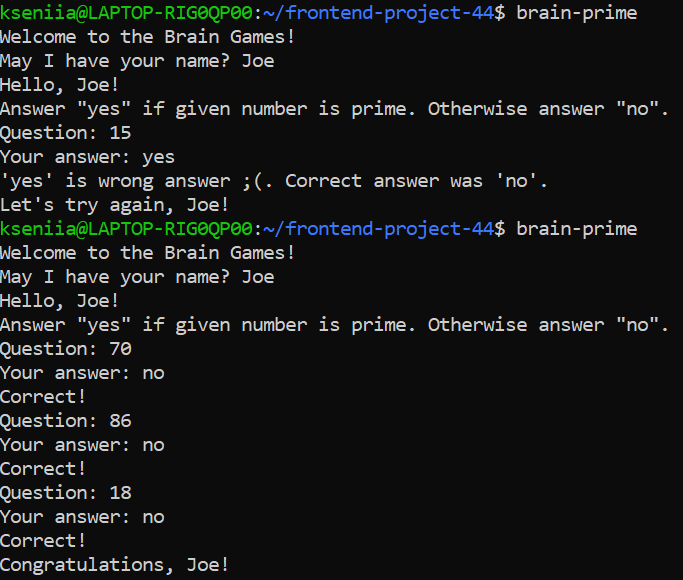 kseniia@LAPTOP-RIG0QP00:~/frontend-project-44$ brain-prime
Welcome to the Brain Games!
May I have your name? Joe
Hello, Joe!
Answer "yes" if given number is prime. Otherwise answer "no".
Question: 15
Your answer: yes
'yes' is wrong answer ;(. Correct answer was 'no'.
Let's try again, Joe!
kseniia@LAPTOP-RIG0QP00:~/frontend-project-44$ brain-prime
Welcome to the Brain Games!
May I have your name? Joe
Hello, Joe!
Answer "yes" if given number is prime. Otherwise answer "no".
Question: 70
Your answer: no
Correct!
Question: 86
Your answer: no
Correct!
Question: 18
Your answer: no
Correct!
Congratulations, Joe!